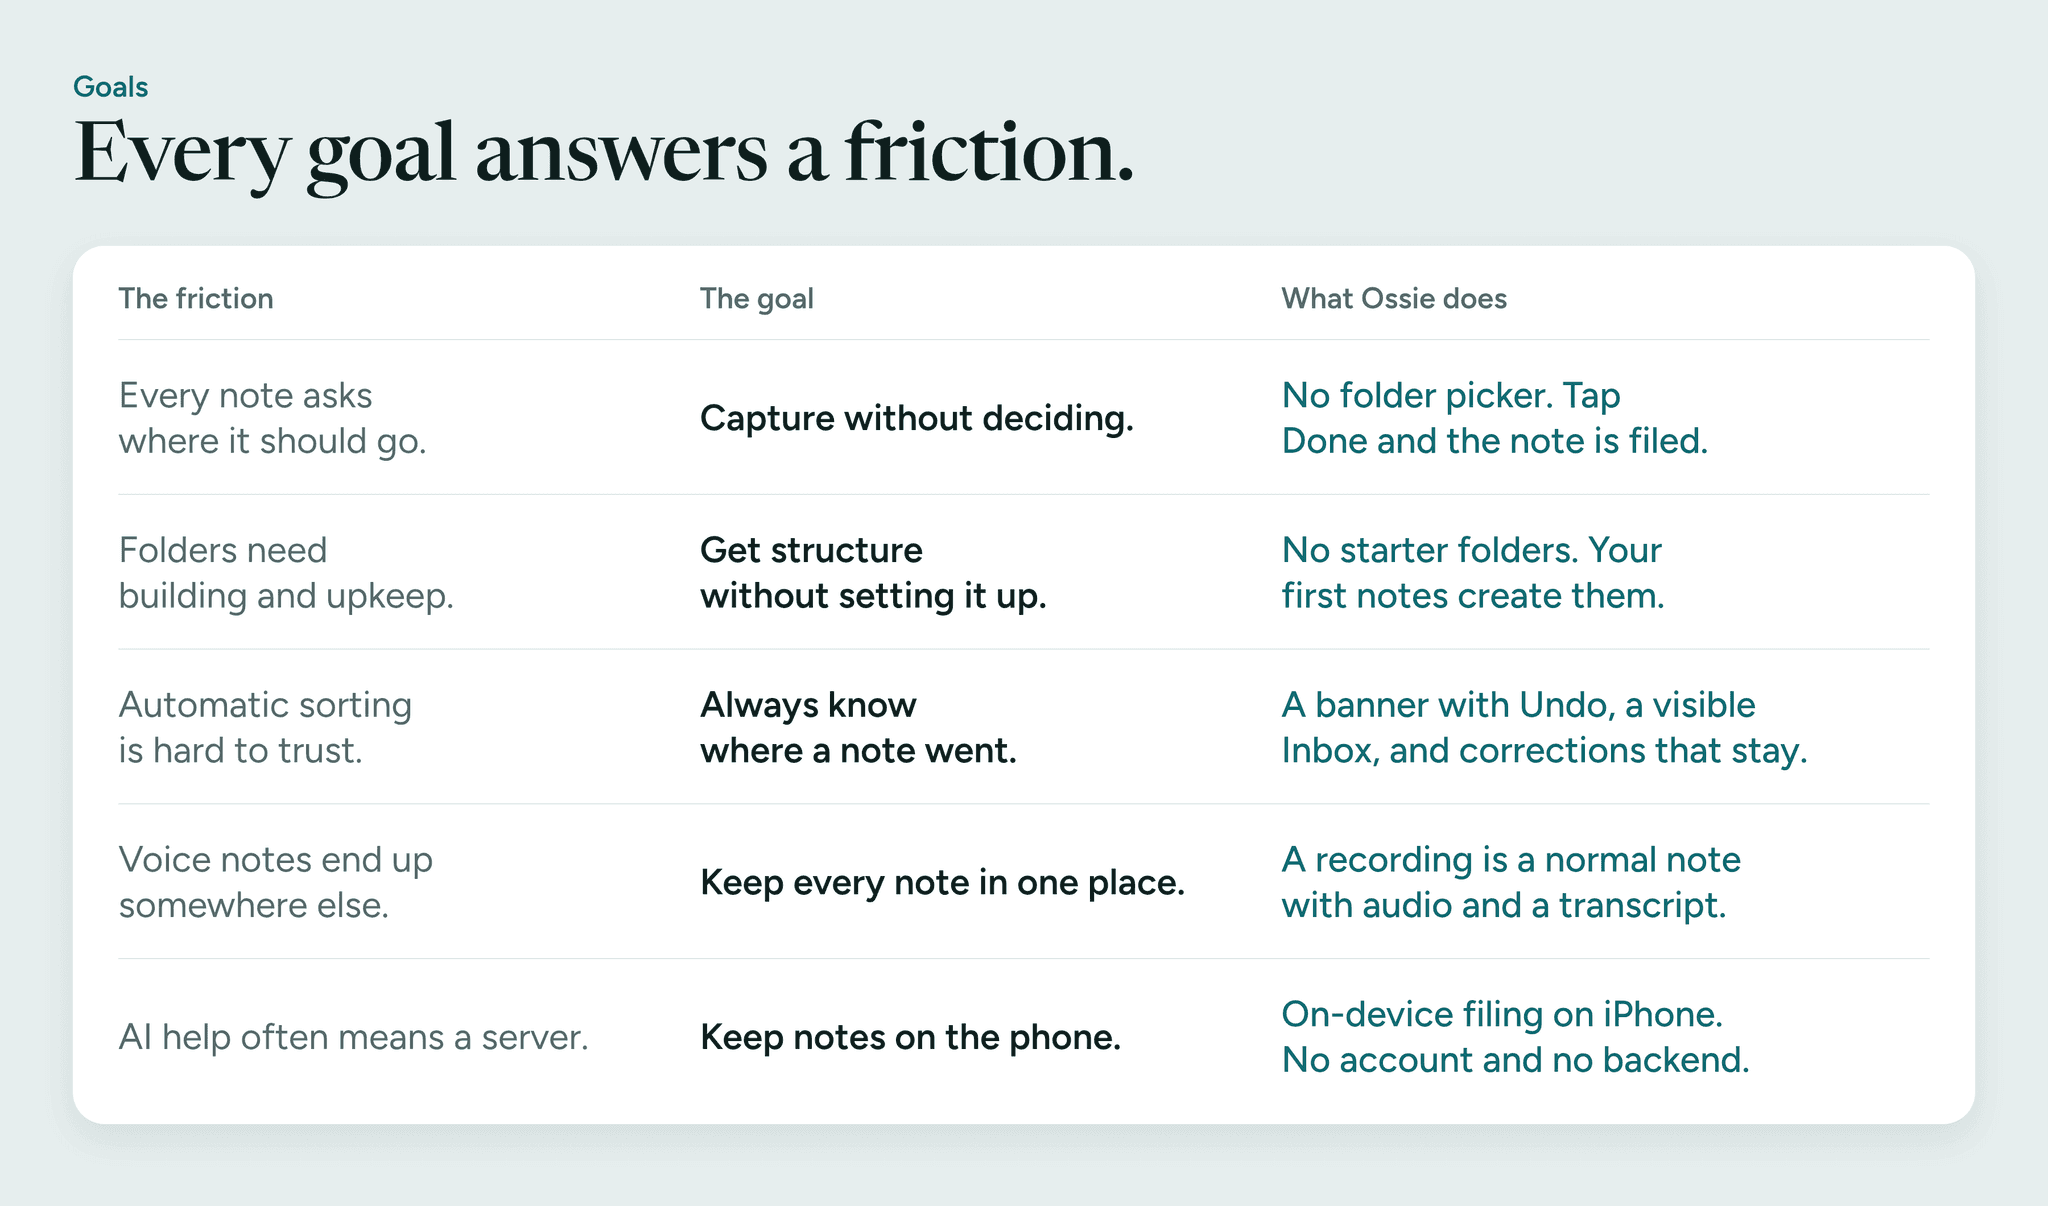 Goals
Every goal answers a friction.
The friction
The goal
What Ossie does
Every note asks
where it should go.
Capture without deciding.
No folder picker. Tap
Done and the note is filed.
Folders need
building and upkeep.
Get structure
without setting it up.
No starter folders. Your
first notes create them.
Automatic sorting
is hard to trust.
Always know
where a note went.
A banner with Undo, a visible
Inbox, and corrections that stay.
Voice notes end up
somewhere else.
Keep every note in one place.
A recording is a normal note
with audio and a transcript.
AI help often means a server.
Keep notes on the phone.
On-device filing on iPhone.
No account and no backend.